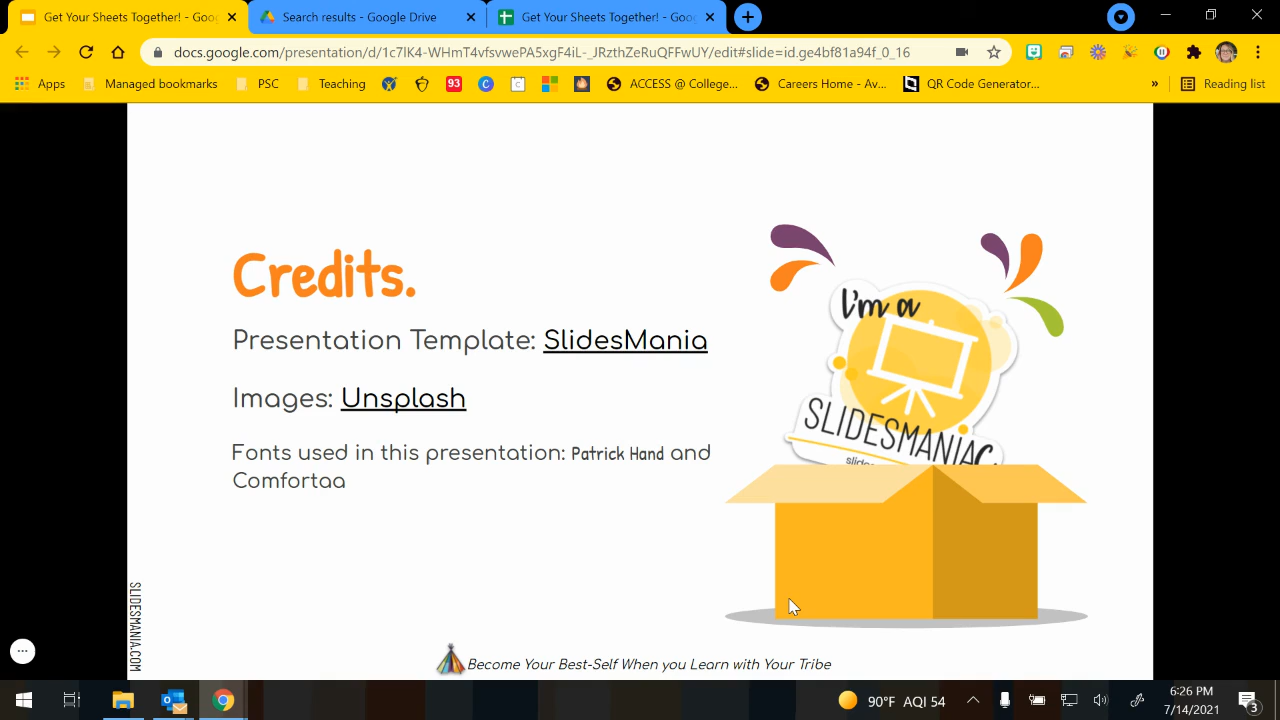 Get Your Sheets Together! - Goo
Search results - Google Drive
Get Your Sheets Together! - Goo
docs.google.com/presentation/d/1c7IK4-WHmT4vfsvwePA5xgF4iL-_JRzthZeRuQFFwUY/edit#slide=id.ge4bf81a94f_0_16
Apps
Managed bookmarks
PSC
Teaching
93
ACCESS @ College...
Careers Home - Av...
QR Code Generator...
»
Reading list
Credits.
Presentation Template: SlidesMania
Images: Unsplash
Fonts used in this presentation: Patrick Hand and
Comfortaa
I'm a
SLIDESMANIAC
slide
SLIDESMANIA.COM
Become Your Best-Self When you Learn with Your Tribe
90°F AQI 54
6:26 PM
7/14/2021
3